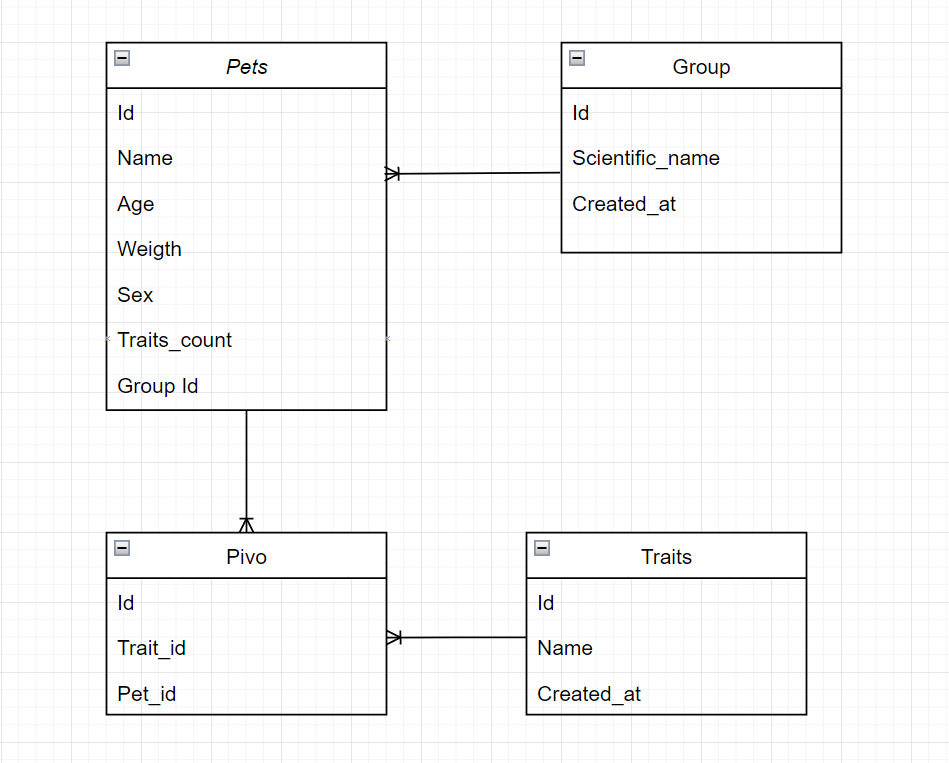 Pets
Id
Name
Age
Weigth
Sex
Traits_count
Group Id
Group
Id
Scientific_name
Created_at
Pivo
Id
Trait_id
Pet_id
Traits
Id
Name
Created_at